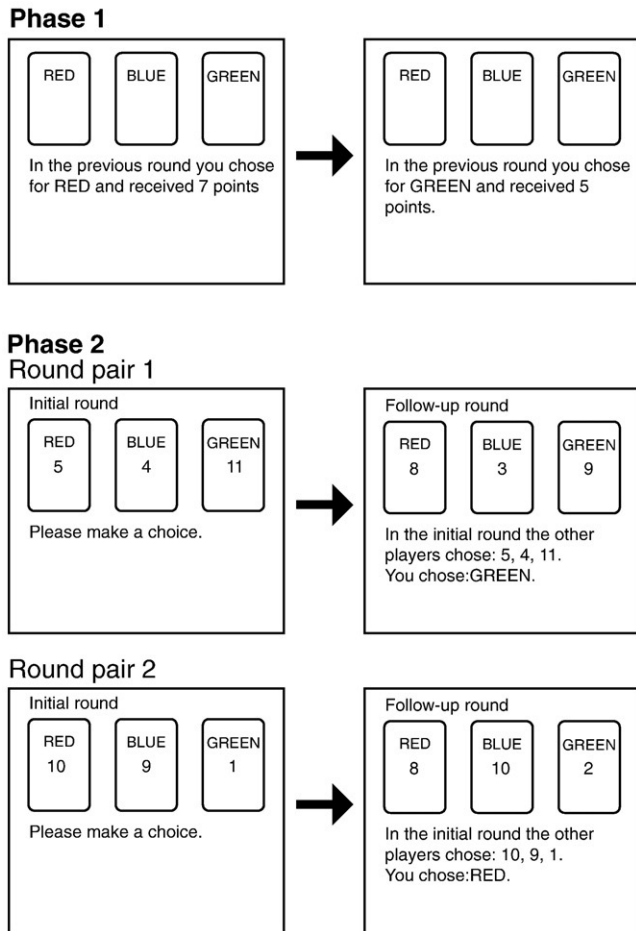 Phase 1
RED BLUE GREEN
In the previous round you chose
for RED and received 7 points
RED BLUE GREEN
In the previous round you chose
for GREEN and received 5
points.
Phase 2
Round pair 1
Initial round
RED BLUE GREEN
5 4 11
Please make a choice.
Follow-up round
RED BLUE GREEN
8 3 9
In the initial round the other
players chose: 5, 4, 11.
You chose:GREEN.
Round pair 2
Initial round
RED BLUE GREEN
10 9 1
Please make a choice.
Follow-up round
RED BLUE GREEN
8 10 2
In the initial round the other
players chose: 10, 9, 1.
You chose:RED.